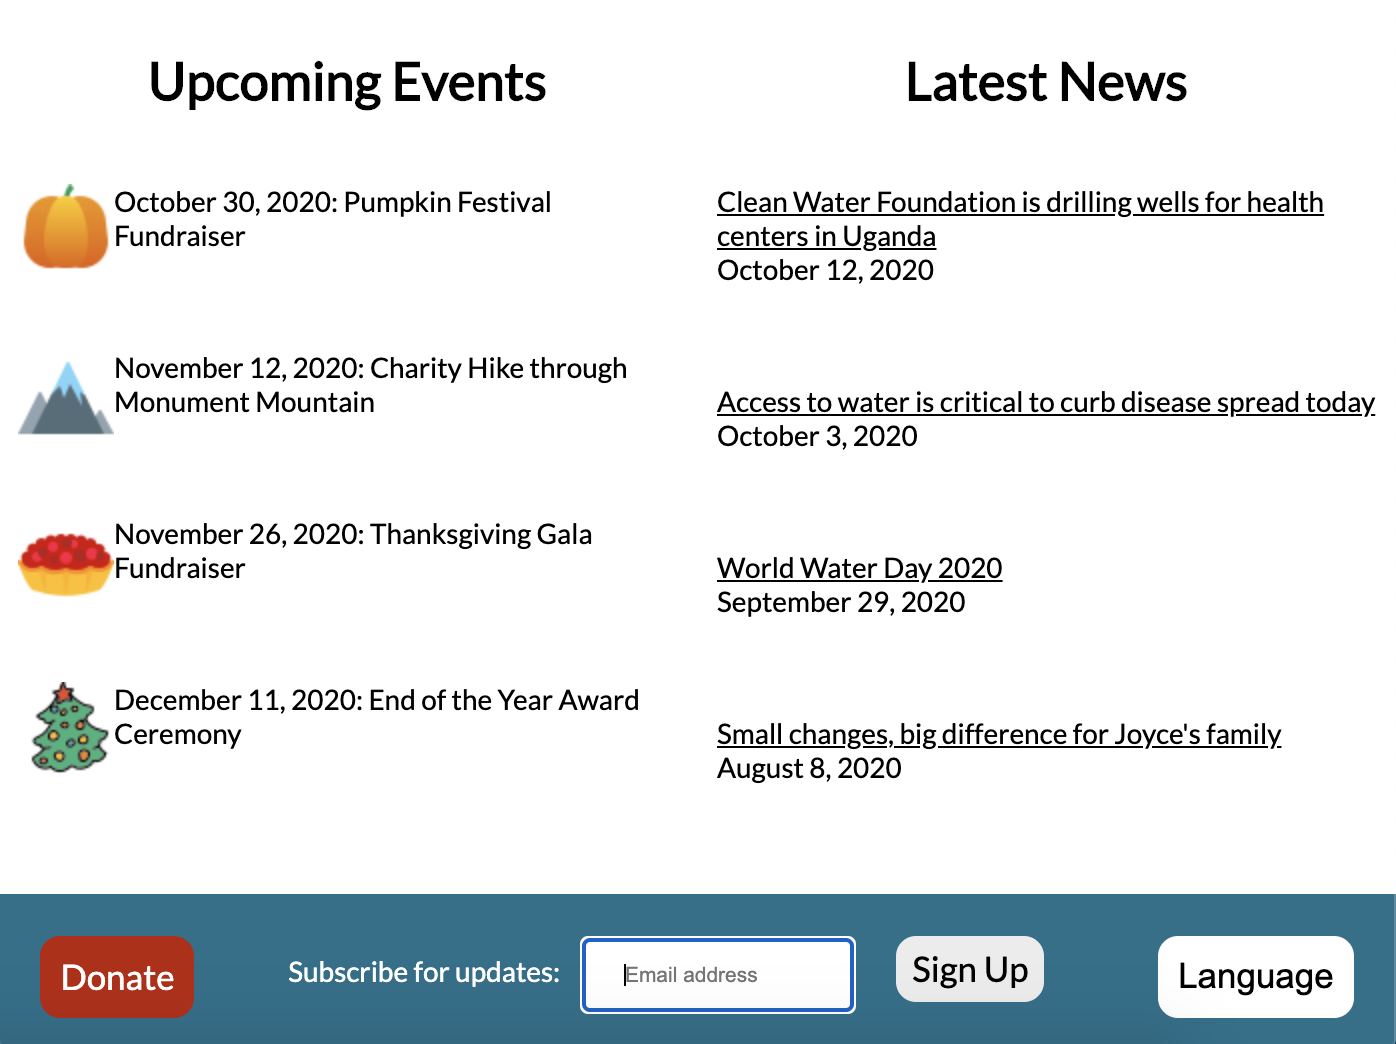 Upcoming Events
October 30, 2020: Pumpkin Festival
Fundraiser
November 12, 2020: Charity Hike through
Monument Mountain
November 26, 2020: Thanksgiving Gala
Fundraiser
December 11, 2020: End of the Year Award
Ceremony
Latest News
Clean Water Foundation is drilling wells for health
centers in Uganda
October 12, 2020
Access to water is critical to curb disease spread today
October 3, 2020
World Water Day 2020
September 29, 2020
Small changes, big difference for Joyce's family
August 8, 2020
Donate
Subscribe for updates:
Email address
Sign Up
Language